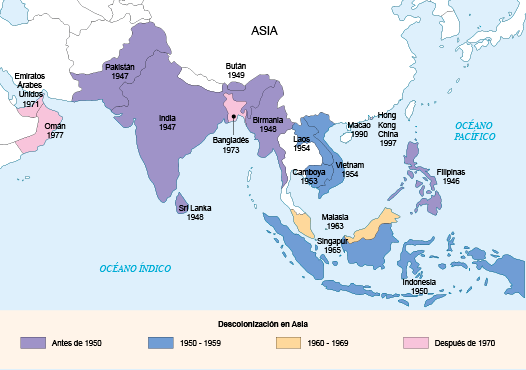 ASIA
Pakistán
1947
Bután
1949
Emiratos
Árabes
Unidos
1971
Omán
1977
India
1947
Birmania
1948
Bangladés
1973
Laos
1954
Macao
1990
Hong
Kong
China
1997
OCÉANO
PACÍFICO
Camboya
1953
Vietnam
1954
Filipinas
1946
Sri Lanka
1948
Malasia
1963
Singapur
1965
OCÉANO ÍNDICO
Indonesia
1950
Descolonización en Asia
Antes de 1950
1950 - 1959
1960 - 1969
Después de 1970